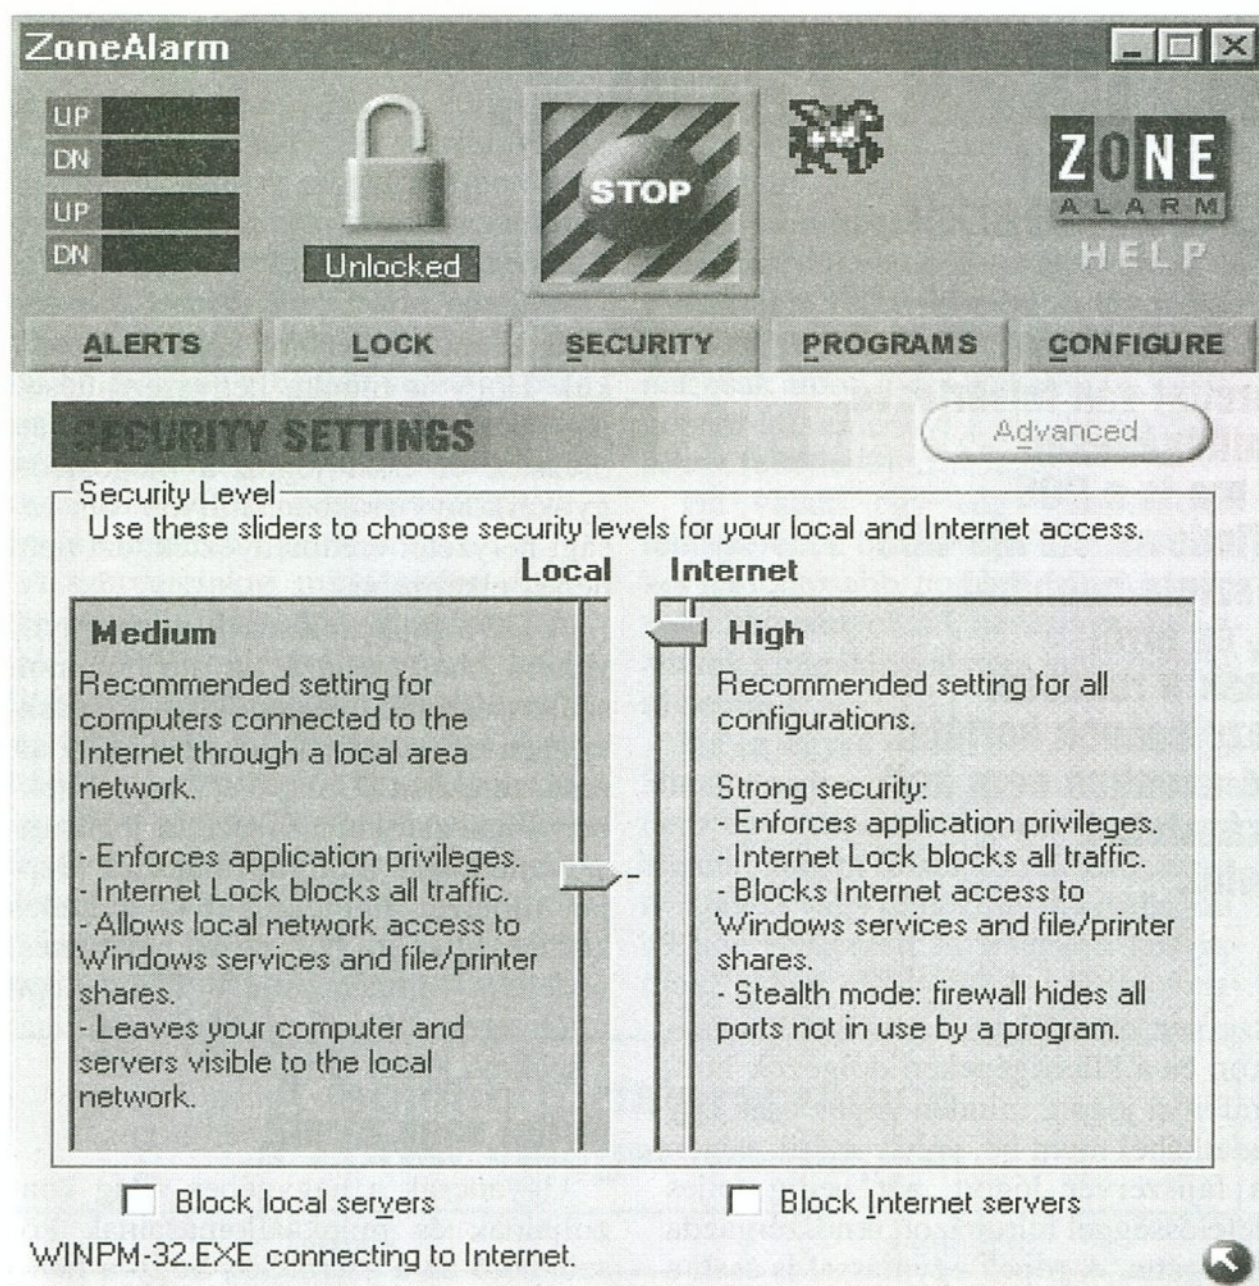 ZoneAlarm
UP
DN
UP
DN
Unlocked
STOP
ZONE
ALARM
HELP
ALERTS
LOCK
SECURITY
PROGRAMS
CONFIGURE
SECURITY SETTINGS
Advanced
Security Level
Use these sliders to choose security levels for your local and Internet access.
Local
Internet
Medium
Recommended setting for
computers connected to the
Internet through a local area
network.
- Enforces application privileges.
- Internet Lock blocks all traffic.
- Allows local network access to
Windows services and file/printer
shares.
- Leaves your computer and
servers visible to the local
network.
High
Recommended setting for all
configurations.
Strong security:
- Enforces application privileges.
- Internet Lock blocks all traffic.
- Blocks Internet access to
Windows services and file/printer
shares.
- Stealth mode: firewall hides all
ports not in use by a program.
Block local servers
Block Internet servers
WINPM-32.EXE connecting to Internet.